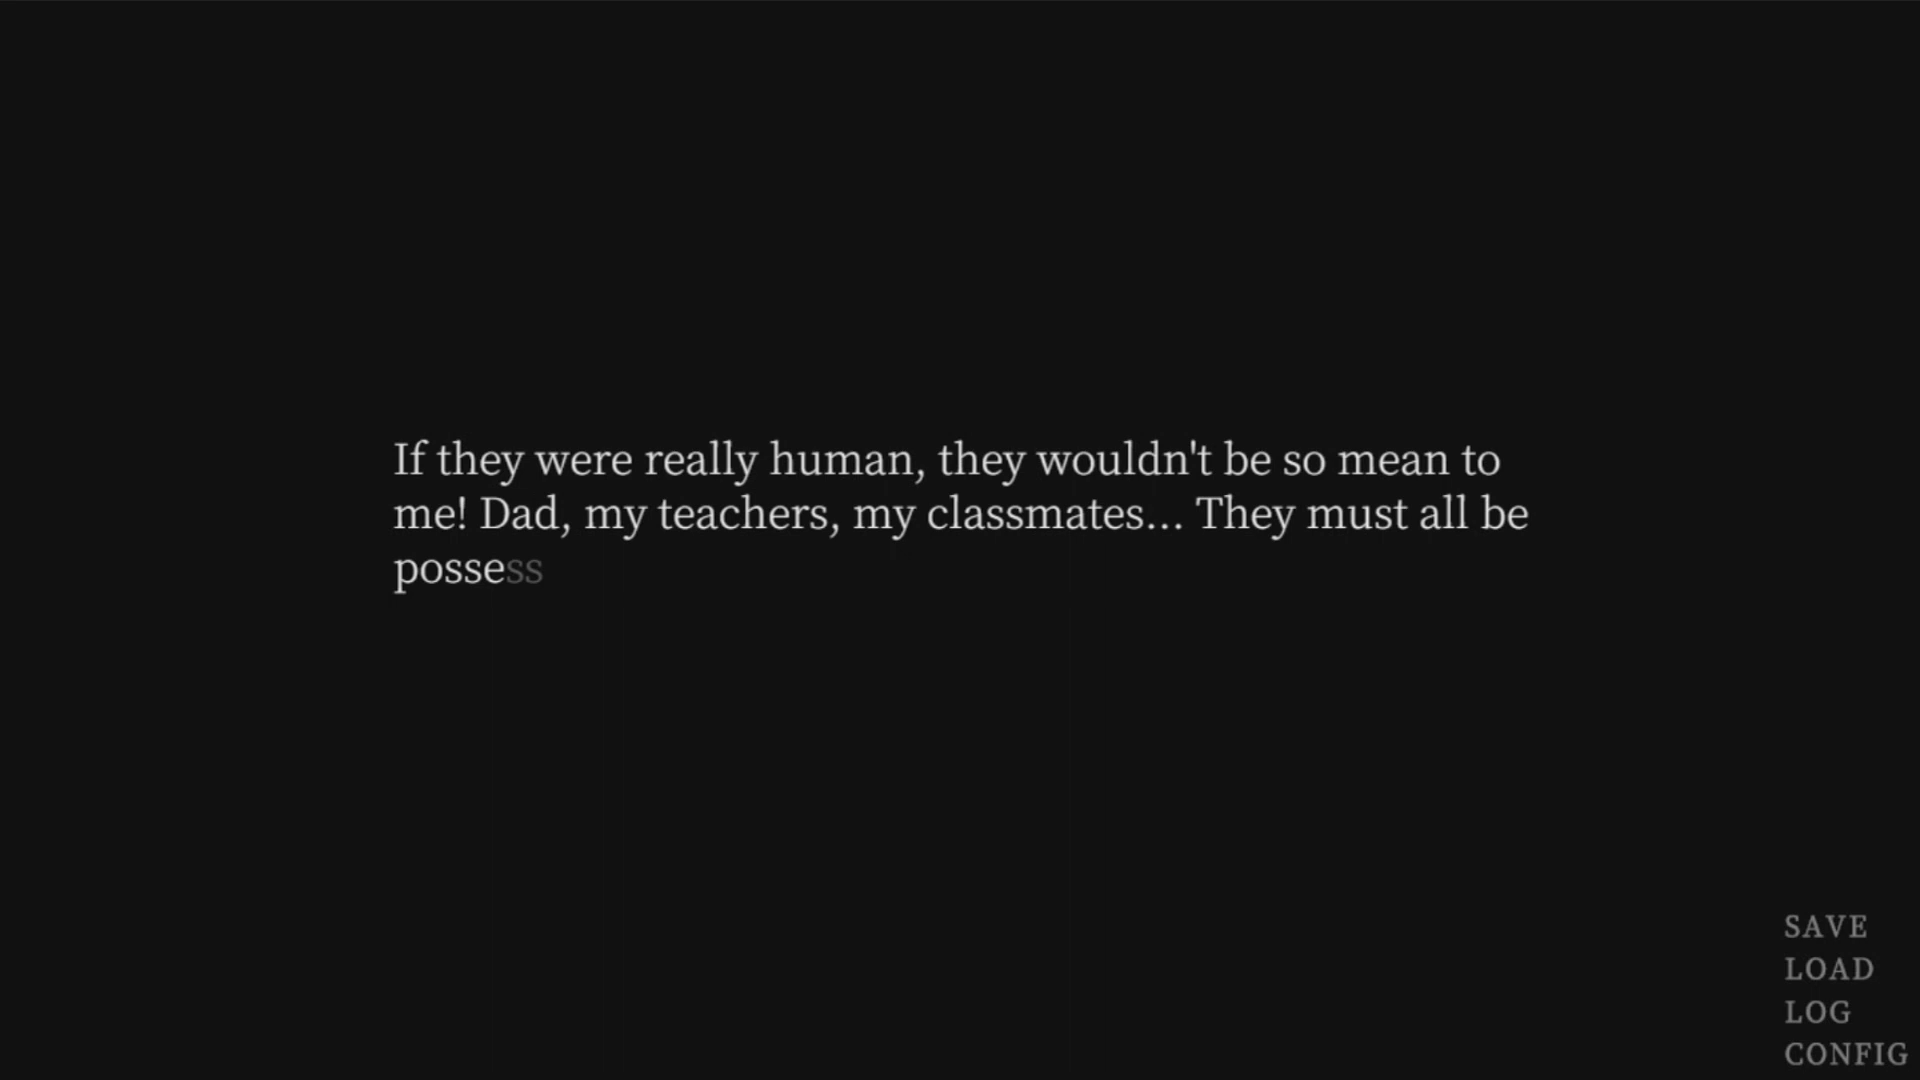 If they were really human, they wouldn't be so mean to
me! Dad, my teachers, my classmates... They must all be
possess
SAVE
LOAD
LOG
CONFIG